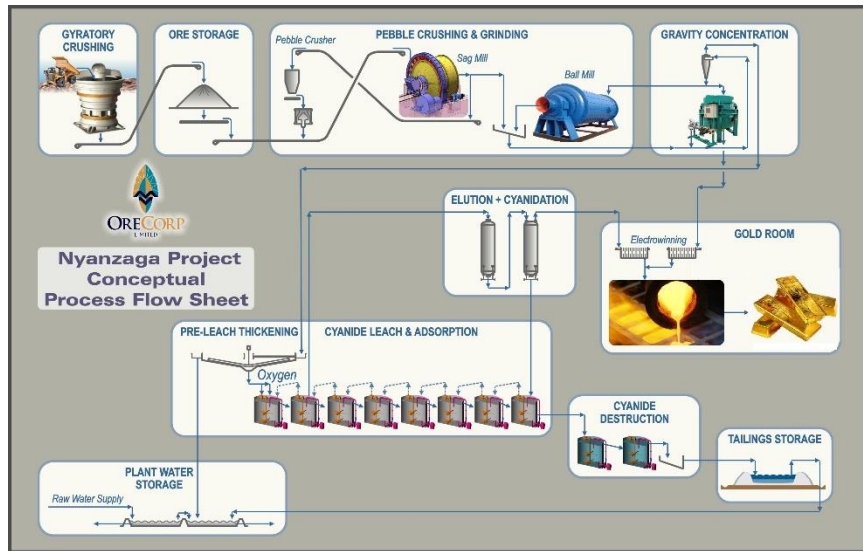 GYRATORY
CRUSHING
ORE STORAGE
Pebble Crusher
PEBBLE CRUSHING & GRINDING
Sag Mill
Ball Mill
GRAVITY CONCENTRATION
ORECORP
LIMITED
Nyanzaga Project
Conceptual
Process Flow Sheet
ELUTION + CYANIDATION
Electrowinning
GOLD ROOM
PRE-LEACH THICKENING
CYANIDE LEACH & ADSORPTION
Oxygen
CYANIDE
DESTRUCTION
TAILINGS STORAGE
PLANT WATER
STORAGE
Raw Water Supply